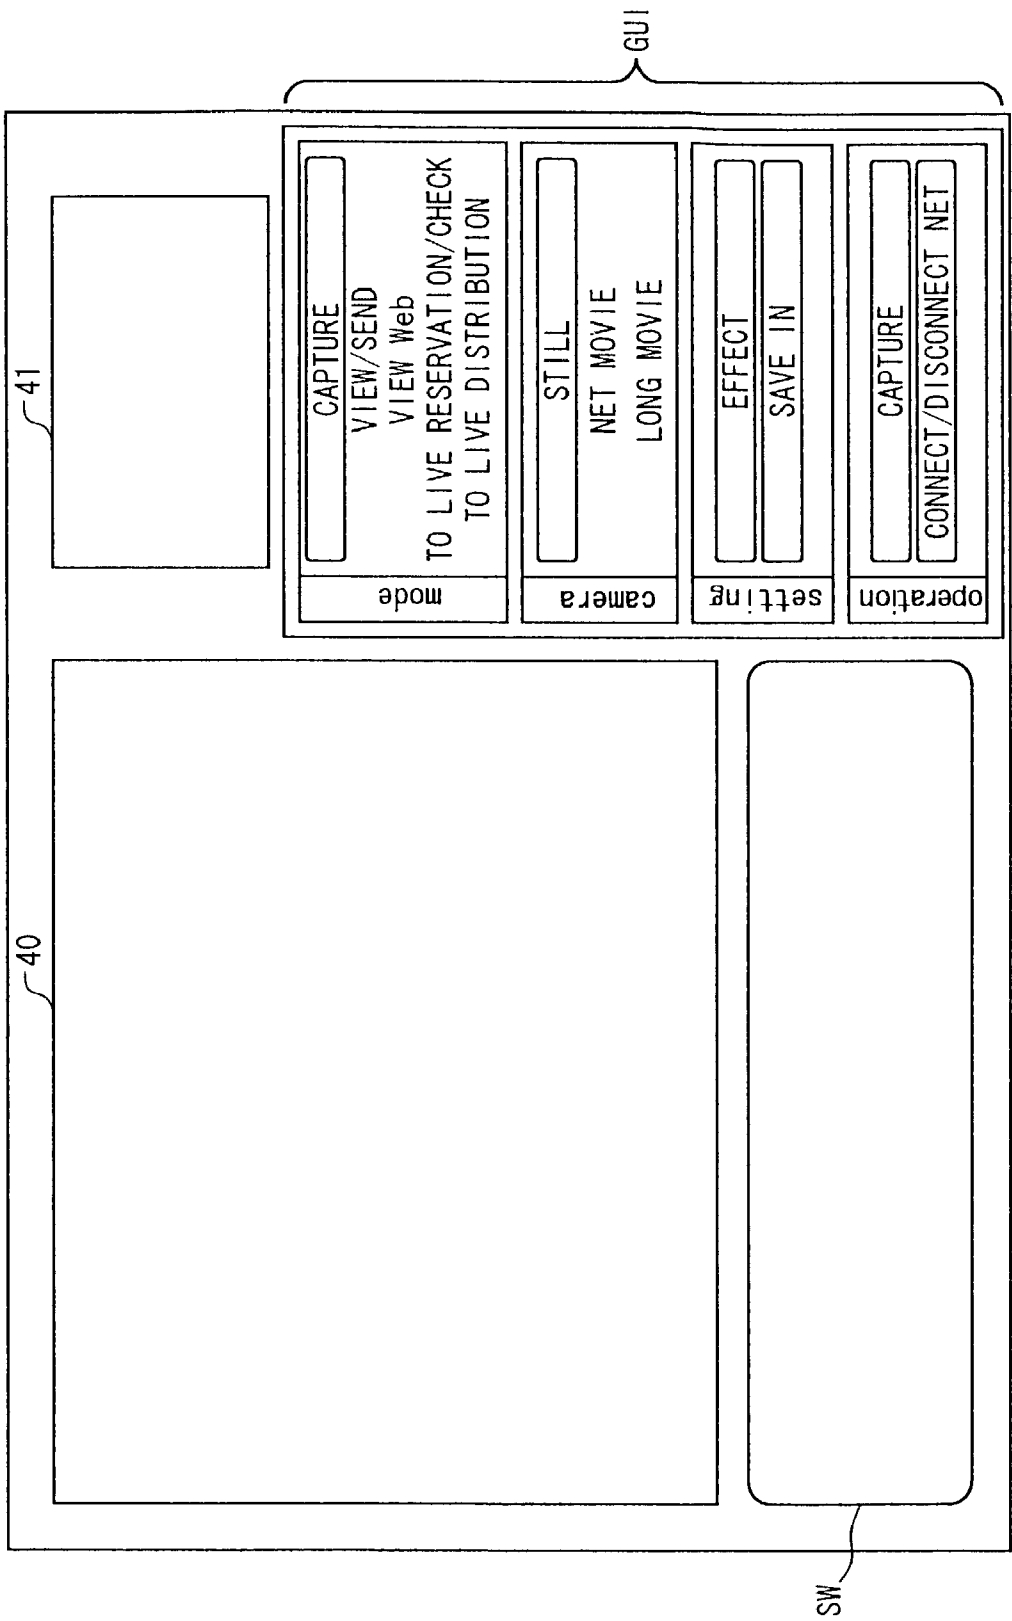 40
41
mode
CAPTURE
VIEW/SEND
VIEW Web
TO LIVE RESERVATION/CHECK
TO LIVE DISTRIBUTION
camera
STILL
NET MOVIE
LONG MOVIE
setting
EFFECT
SAVE IN
operation
CAPTURE
CONNECT/DISCONNECT NET
GUI
SW